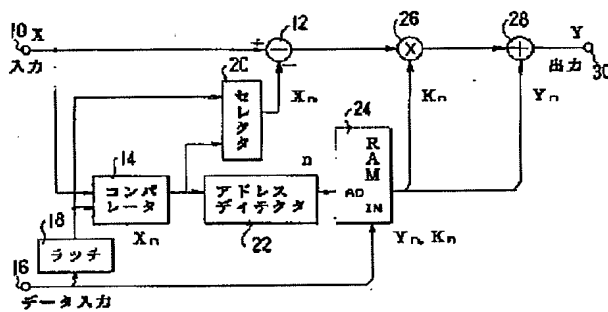 10 X
入力
12
+
−
26
×
28
+
Y
出力
30
20
セレクタ
Xn
Kn
Yn
24
RAM
AD
IN
n
14
コンパレータ
Xn
アドレスディテクタ
22
Yn, Kn
18
ラッチ
16
データ入力